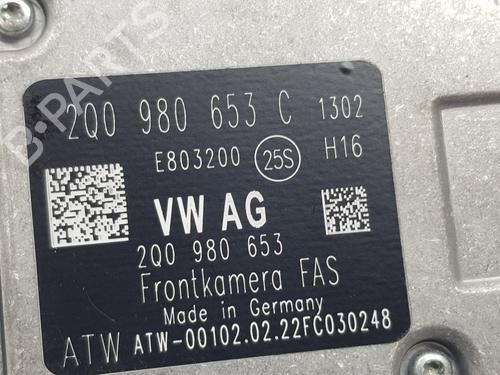 2Q0 980 653 C 1302
E803200 25S H16
VW AG
2Q0 980 653
Frontkamera FAS
Made in Germany
ATW ATW-00102.02.22FC030248
B-PARTS